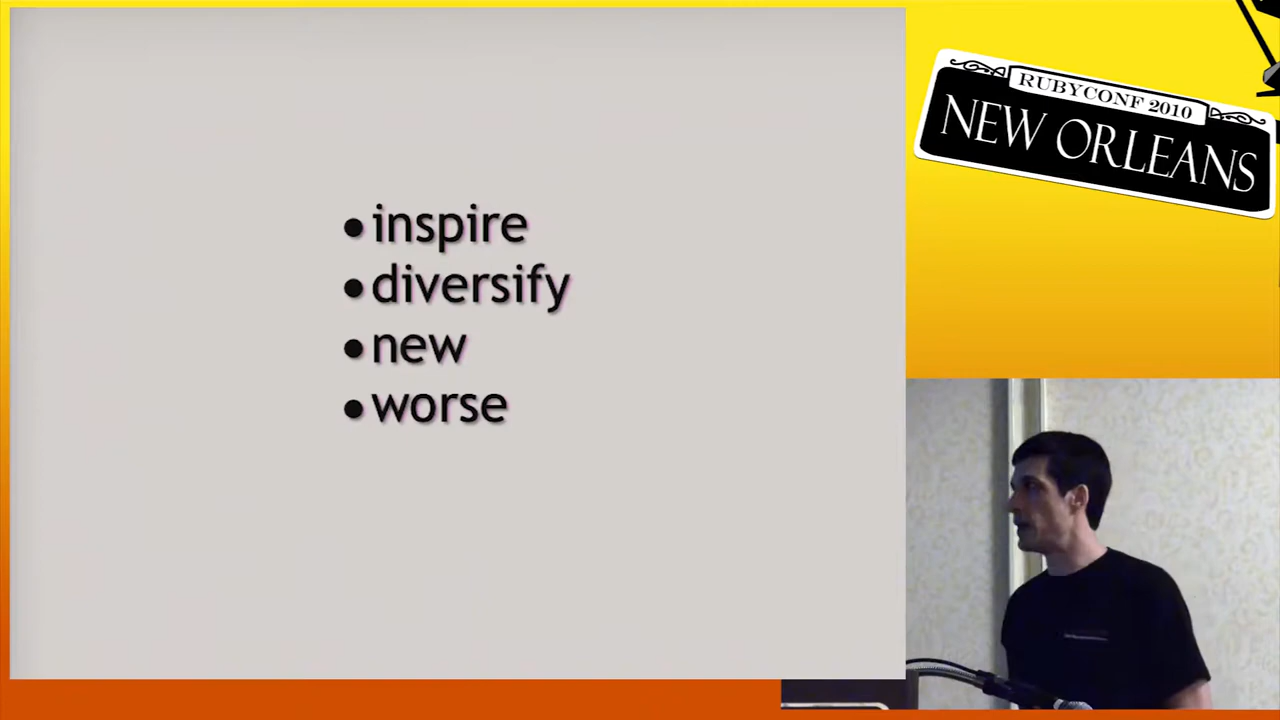 RUBYCONF 2010
NEW ORLEANS
• inspire
• diversify
• new
• worse